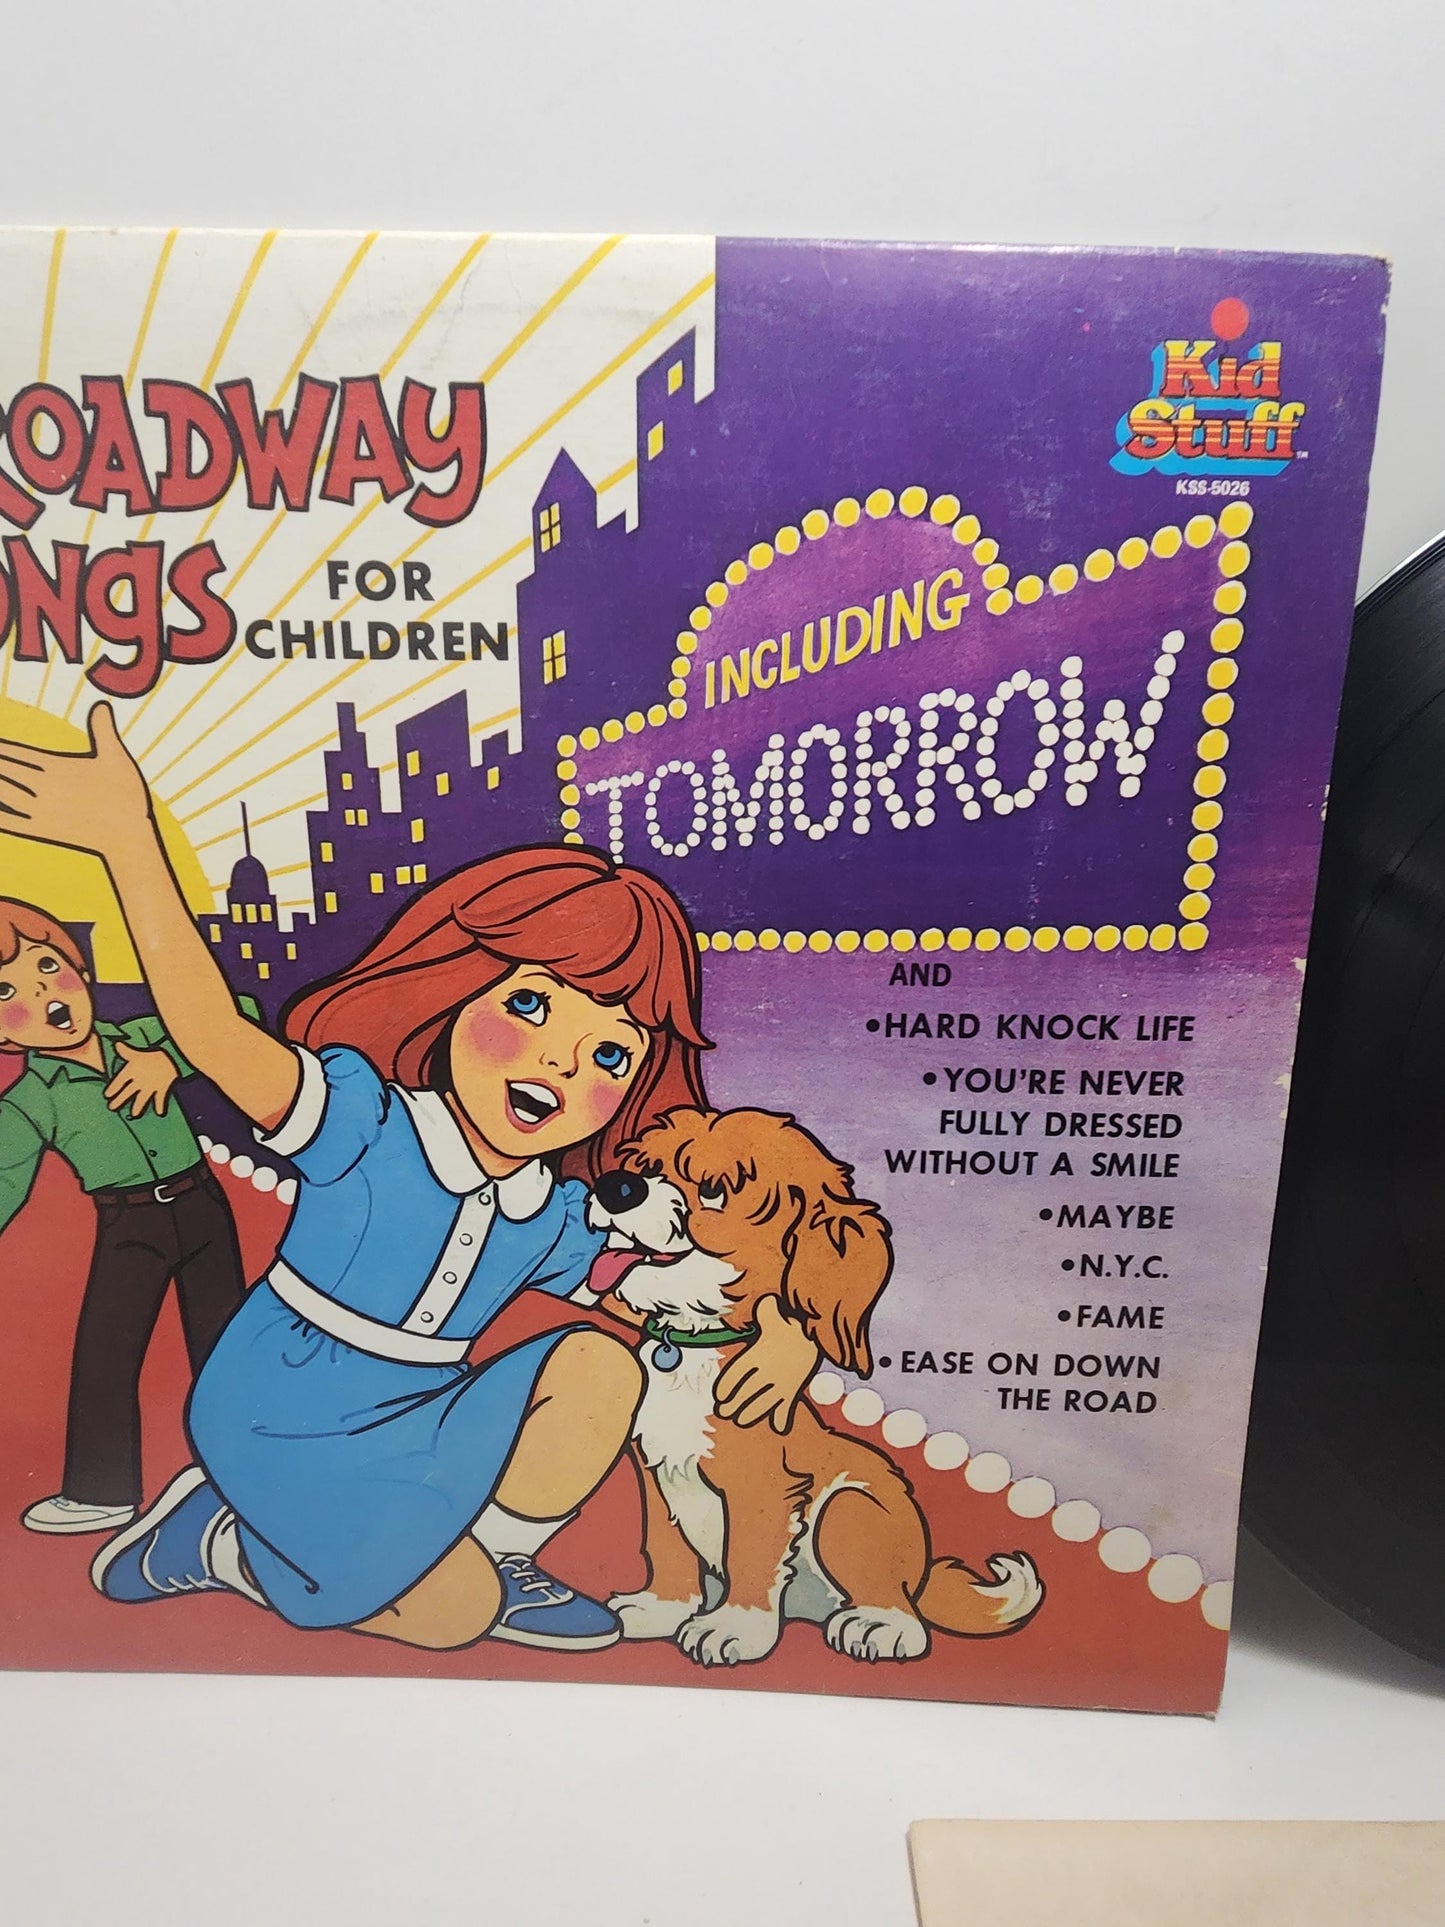 ROADWAY
ONGS FOR
CHILDREN
Kid
Stuff™
KSS-5026
INCLUDING
TOMORROW
AND
•HARD KNOCK LIFE
•YOU'RE NEVER
FULLY DRESSED
WITHOUT A SMILE
•MAYBE
•N.Y.C.
•FAME
•EASE ON DOWN
THE ROAD